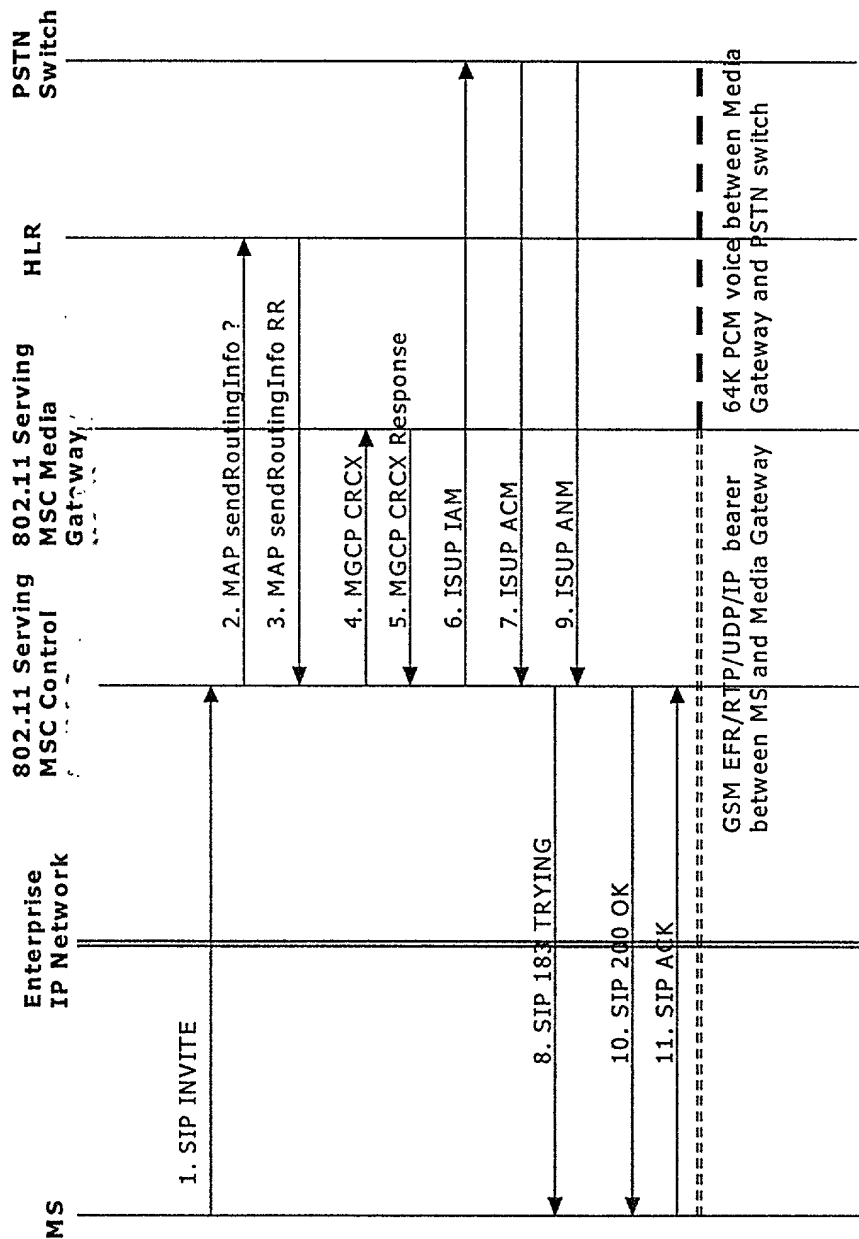 MS
Enterprise
IP Network
802.11 Serving
MSC Control
802.11 Serving
MSC Media
Gateway
HLR
PSTN
Switch
1. SIP INVITE
2. MAP sendRoutingInfo ?
3. MAP sendRoutingInfo RR
4. MGCP CRCX
5. MGCP CRCX Response
6. ISUP IAM
7. ISUP ACM
8. SIP 183 TRYING
9. ISUP ANM
10. SIP 200 OK
11. SIP ACK
GSM EFR/RTP/UDP/IP bearer
between MS and Media Gateway
64K PCM voice between Media
Gateway and PSTN switch